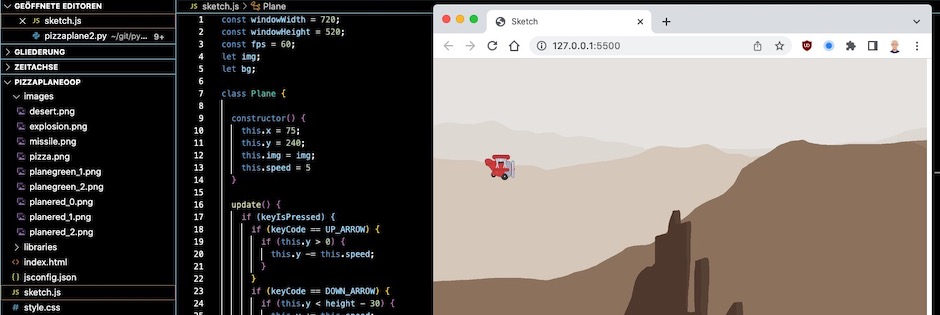 GEÖFFNETE EDITOREN
sketch.js
pizzaplane2.py ~/git/py... 9+
GLIEDERUNG
ZEITACHSE
PIZZAPLANEOOP
images
desert.png
explosion.png
missile.png
pizza.png
planegreen_1.png
planegreen_2.png
planered_0.png
planered_1.png
planered_2.png
libraries
index.html
jsconfig.json
sketch.js
style.css
JS sketch.js > Plane
1 const windowWidth = 720;
2 const windowHeight = 520;
3 const fps = 60;
4 let img;
5 let bg;
6
7 class Plane {
8
9 constructor() {
10 this.x = 75;
11 this.y = 240;
12 this.img = img;
13 this.speed = 5
14 }
15
16 update() {
17 if (keyIsPressed) {
18 if (keyCode == UP_ARROW) {
19 if (this.y > 0) {
20 this.y -= this.speed;
21 }
22 }
23 if (keyCode == DOWN_ARROW) {
24 if (this.y < height - 30) {
Sketch
127.0.0.1:5500